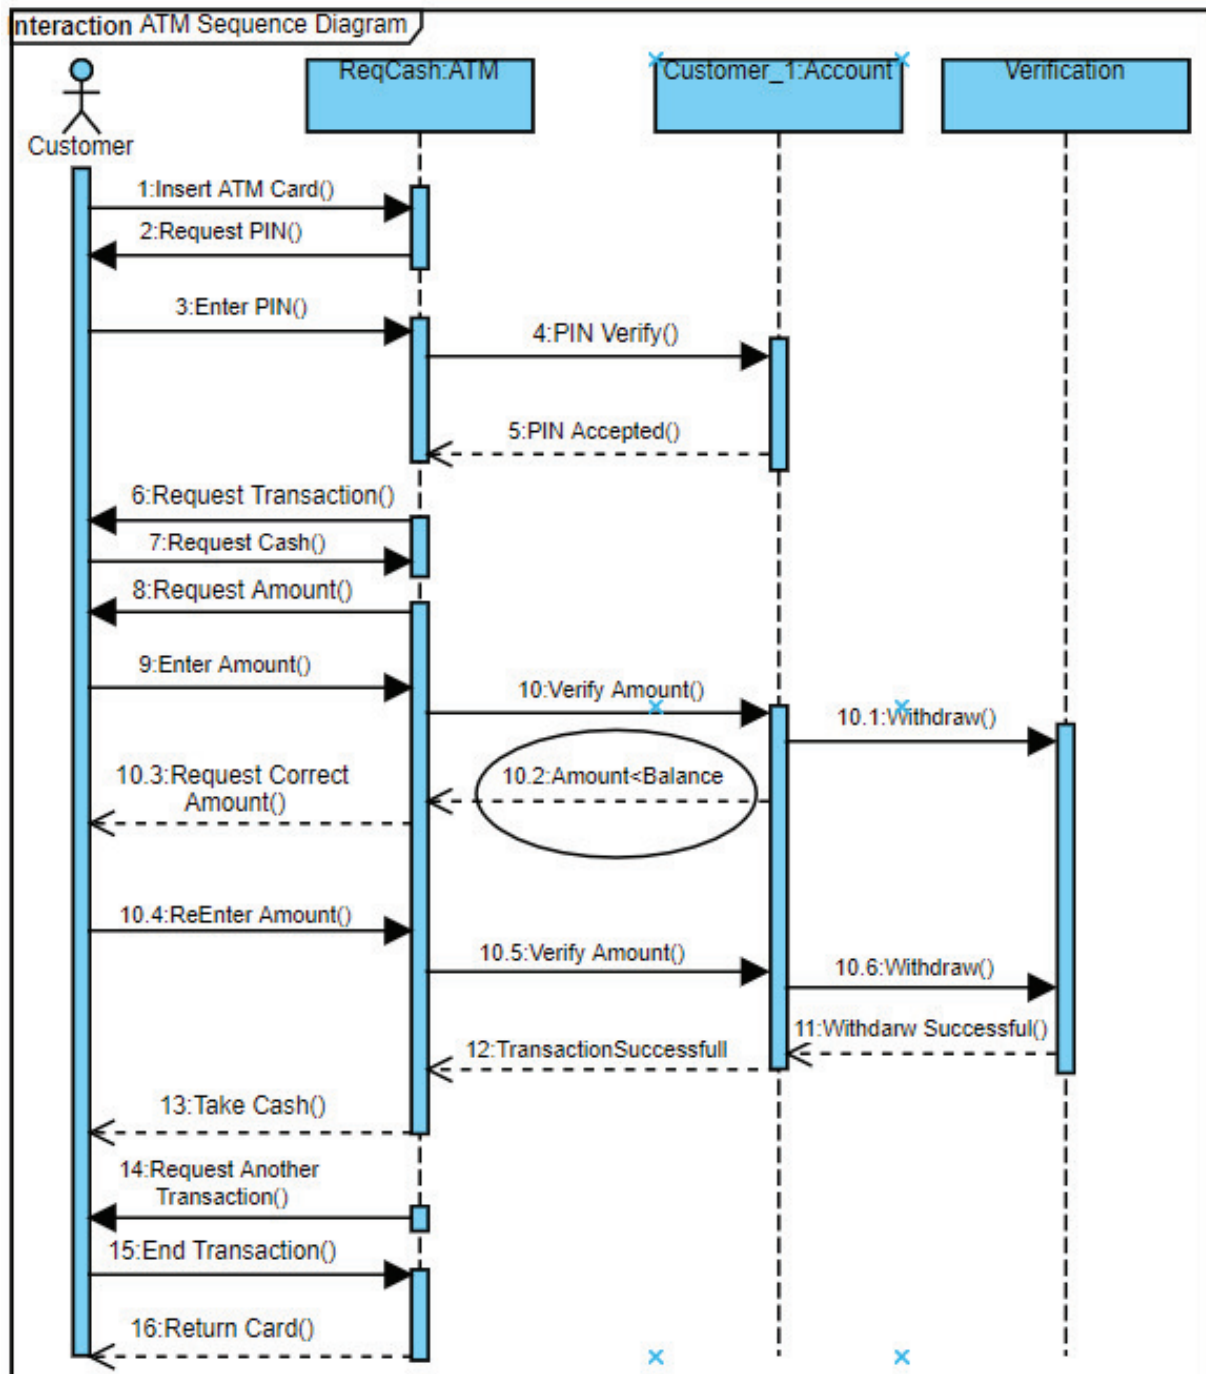 Interaction ATM Sequence Diagram
ReqCash:ATM
Customer_1:Account
Verification
Customer
1:Insert ATM Card()
2:Request PIN()
3:Enter PIN()
4:PIN Verify()
5:PIN Accepted()
6:Request Transaction()
7:Request Cash()
8:Request Amount()
9:Enter Amount()
10:Verify Amount()
10.1:Withdraw()
10.2:Amount<Balance
10.3:Request Correct
Amount()
10.4:ReEnter Amount()
10.5:Verify Amount()
10.6:Withdraw()
11:Withdarw Successful()
12:TransactionSuccessfull
13:Take Cash()
14:Request Another
Transaction()
15:End Transaction()
16:Return Card()